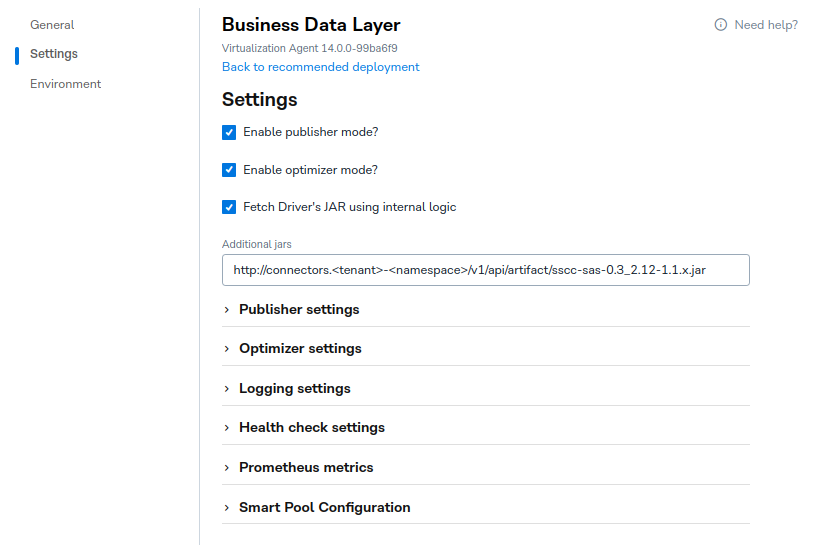 General
Settings
Environment
Business Data Layer
Need help?
Virtualization Agent 14.0.0-99ba6f9
Back to recommended deployment
Settings
Enable publisher mode?
Enable optimizer mode?
Fetch Driver's JAR using internal logic
Additional jars
http://connectors.<tenant>-<namespace>/v1/api/artifact/sscc-sas-0.3_2.12-1.1.x.jar
Publisher settings
Optimizer settings
Logging settings
Health check settings
Prometheus metrics
Smart Pool Configuration